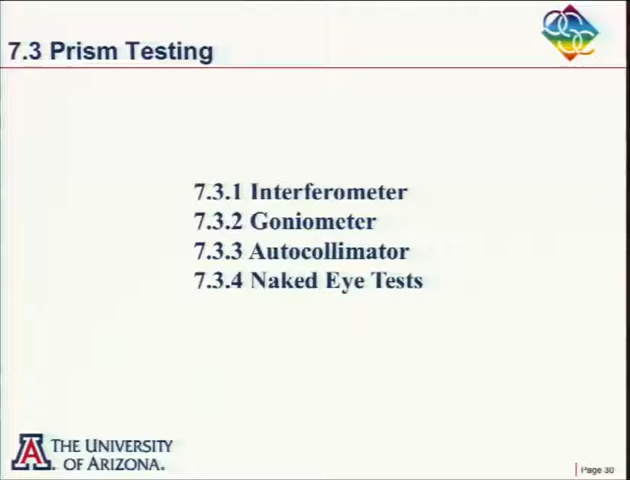 7.3 Prism Testing
7.3.1 Interferometer
7.3.2 Goniometer
7.3.3 Autocollimator
7.3.4 Naked Eye Tests
THE UNIVERSITY
OF ARIZONA.
Page 30